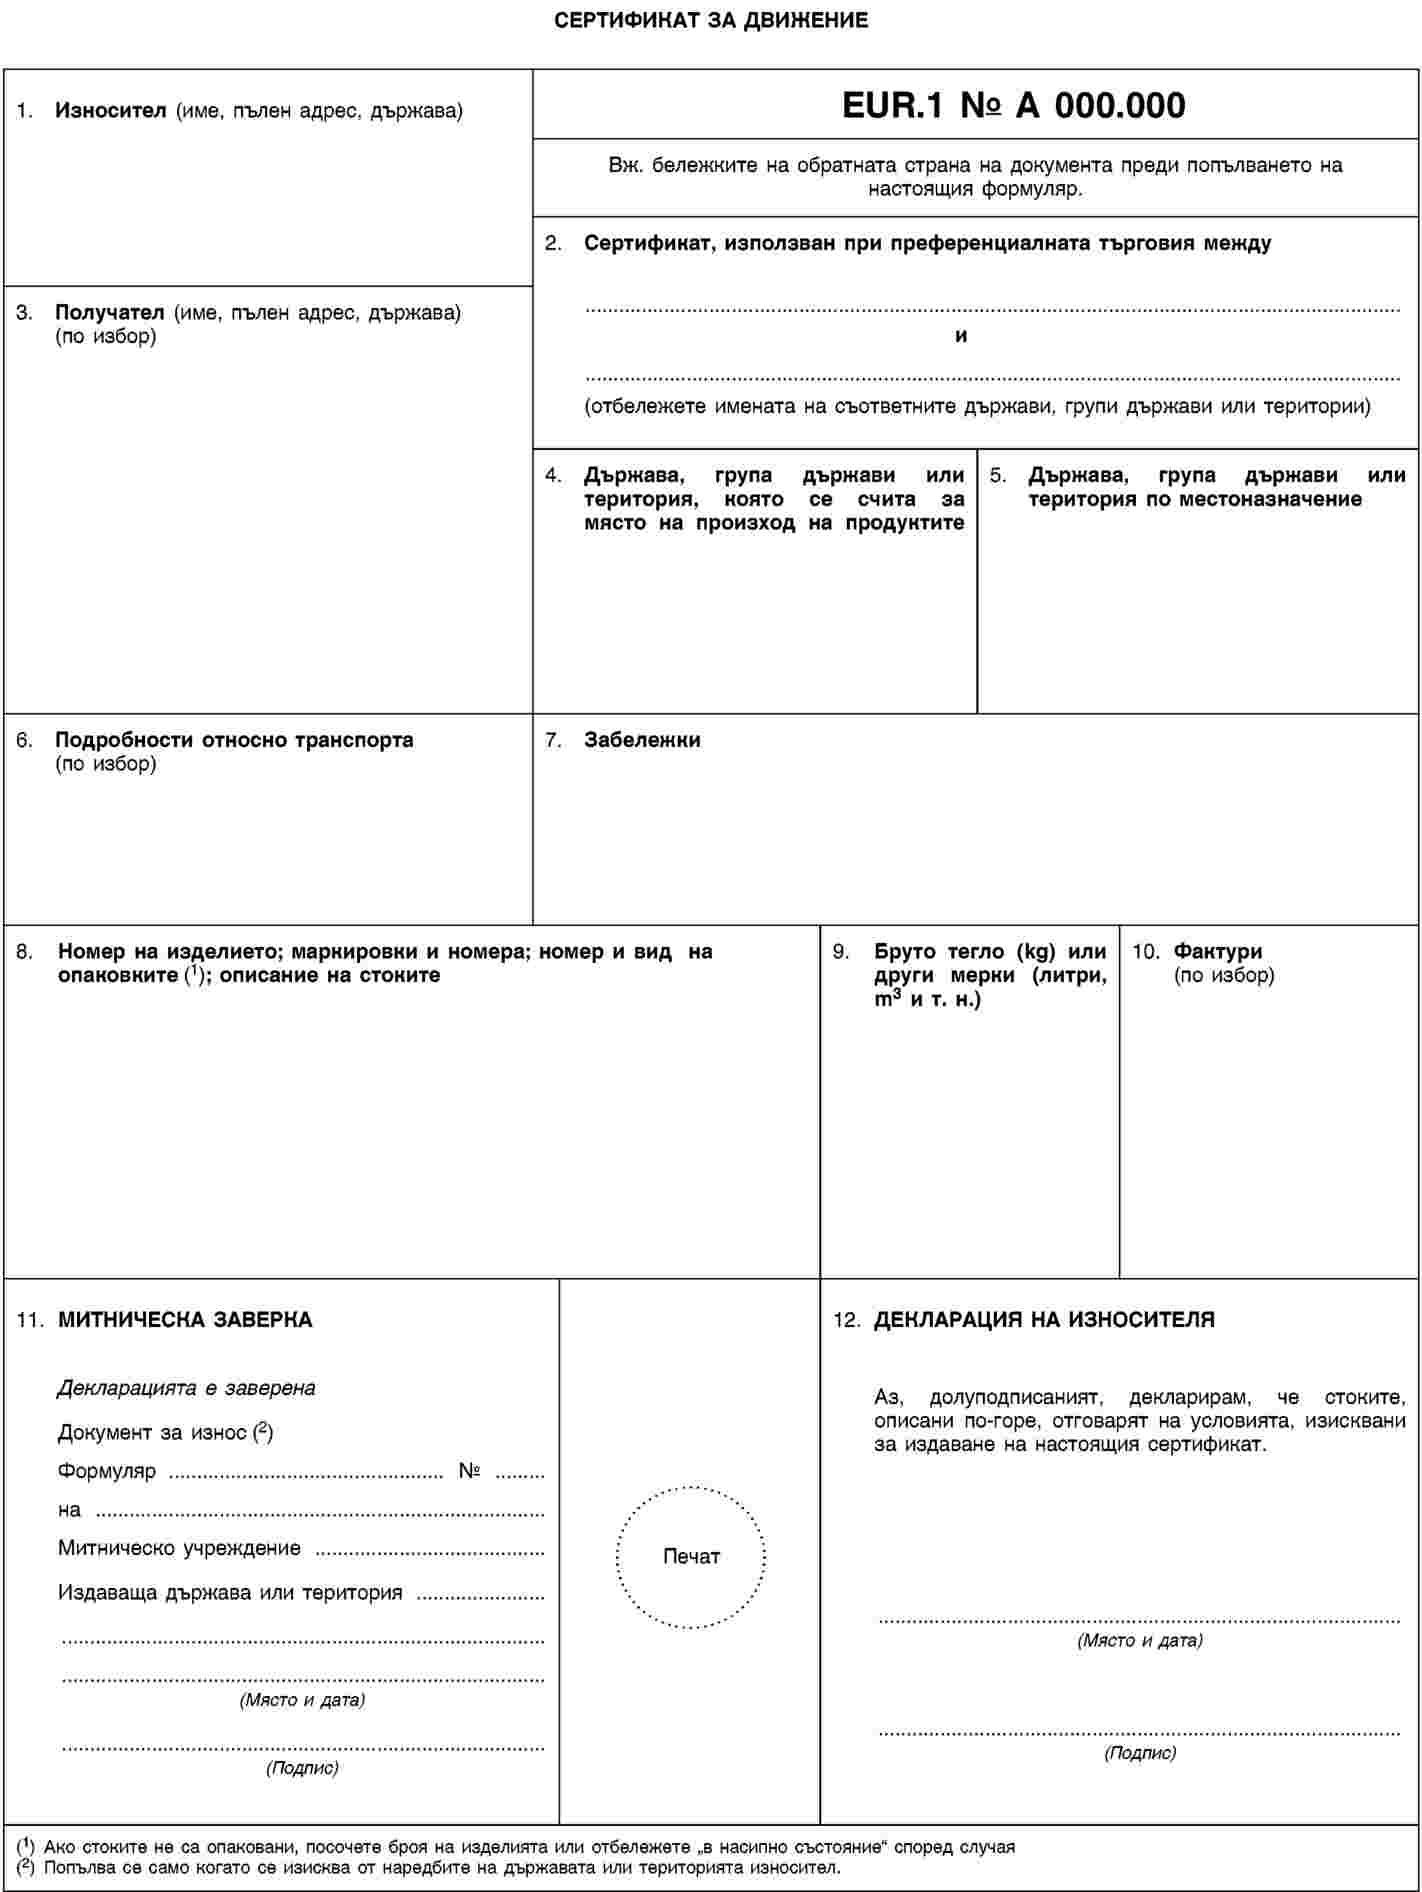 СЕРТИФИКАТ ЗА ДВИЖЕНИЕ
1. Износител (име, пълен адрес, държава)
EUR.1 № A 000.000
Вж. бележките на обратната страна на документа преди попълването на
настоящия формуляр.
2. Сертификат, използван при преференциалната търговия между
и
(отбележете имената на съответните държави, групи държави или територии)
3. Получател (име, пълен адрес, държава)
(по избор)
4. Държава, група държави или
територия, която се счита за
място на произход на продуктите
5. Държава, група държави или
територия по местоназначение
6. Подробности относно транспорта
(по избор)
7. Забележки
8. Номер на изделието; маркировки и номера; номер и вид на
опаковките (¹); описание на стоките
9. Бруто тегло (kg) или
други мерки (литри,
m³ и т. н.)
10. Фактури
(по избор)
11. МИТНИЧЕСКА ЗАВЕРКА
Декларацията е заверена
Документ за износ (²)
Формуляр ................................................ № .........
на ...............................................................................
Митническо учреждение ........................................
Издаваща държава или територия .......................
(Място и дата)
(Подпис)
Печат
12. ДЕКЛАРАЦИЯ НА ИЗНОСИТЕЛЯ
Аз, долуподписаният, декларирам, че стоките,
описани по-горе, отговарят на условията, изисквани
за издаване на настоящия сертификат.
(Място и дата)
(Подпис)
(¹) Ако стоките не са опаковани, посочете броя на изделията или отбележете „в насипно състояние“ според случая
(²) Попълва се само когато се изисква от наредбите на държавата или територията износител.